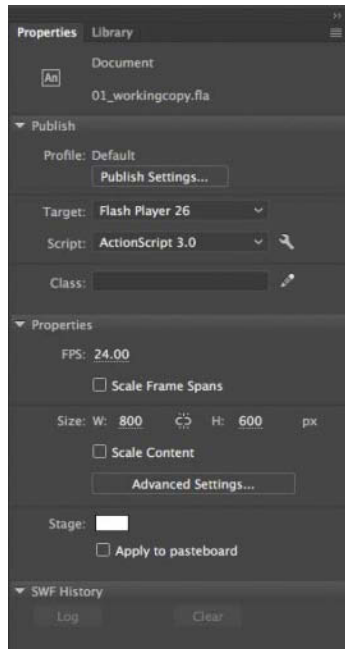 Properties Library
An
Document
01_workingcopy.fla
Publish
Profile: Default
Publish Settings...
Target: Flash Player 26
Script: ActionScript 3.0
Class:
Properties
FPS: 24.00
Scale Frame Spans
Size: W: 800 H: 600 px
Scale Content
Advanced Settings...
Stage:
Apply to pasteboard
SWF History
Log Clear